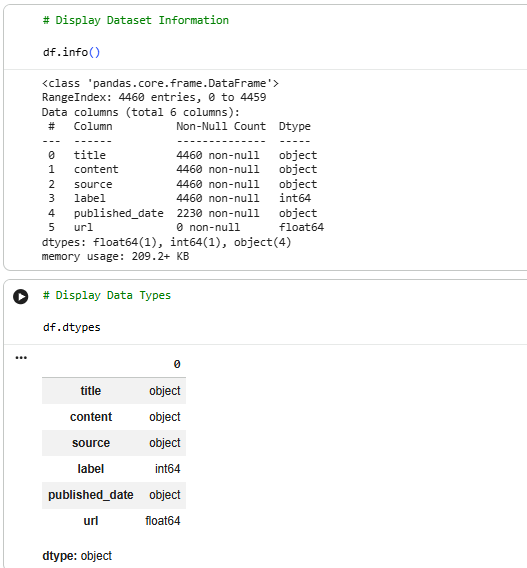 # Display Dataset Information
df.info()
<class 'pandas.core.frame.DataFrame'>
RangeIndex: 4460 entries, 0 to 4459
Data columns (total 6 columns):
 #   Column          Non-Null Count  Dtype
---  ------          --------------  -----
 0   title           4460 non-null   object
 1   content         4460 non-null   object
 2   source          4460 non-null   object
 3   label           4460 non-null   int64
 4   published_date  2230 non-null   object
 5   url             0 non-null      float64
dtypes: float64(1), int64(1), object(4)
memory usage: 209.2+ KB
# Display Data Types
df.dtypes
0
title object
content object
source object
label int64
published_date object
url float64
dtype: object